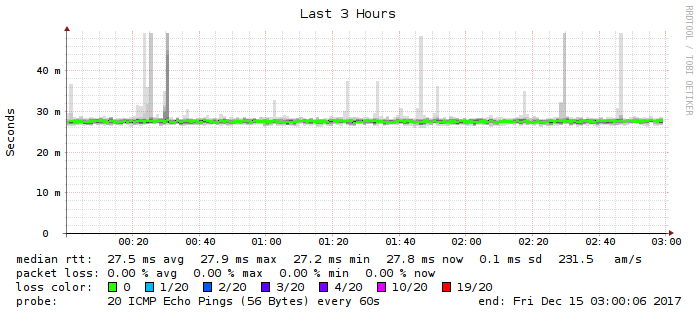 Last 3 Hours
RRDTOOL / TOBI OETIKER
Seconds
40 m
30 m
20 m
10 m
0
00:20 00:40 01:00 01:20 01:40 02:00 02:20 02:40 03:00
median rtt: 27.5 ms avg 27.9 ms max 27.2 ms min 27.8 ms now 0.1 ms sd 231.5 am/s
packet loss: 0.00 % avg 0.00 % max 0.00 % min 0.00 % now
loss color: 0 1/20 2/20 3/20 4/20 10/20 19/20
probe: 20 ICMP Echo Pings (56 Bytes) every 60s end: Fri Dec 15 03:00:06 2017